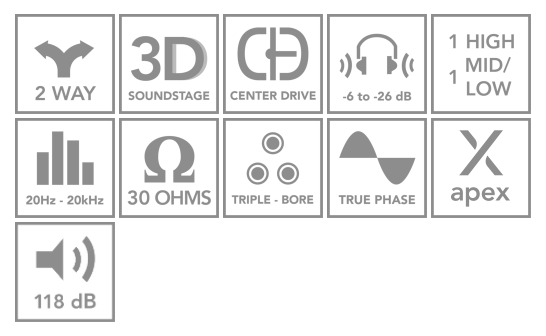 2 WAY
3D
SOUNDSTAGE
CD
CENTER DRIVE
-6 to -26 dB
1 HIGH
1 MID/
LOW
20Hz - 20kHz
Ω
30 OHMS
TRIPLE - BORE
TRUE PHASE
X
apex
118 dB